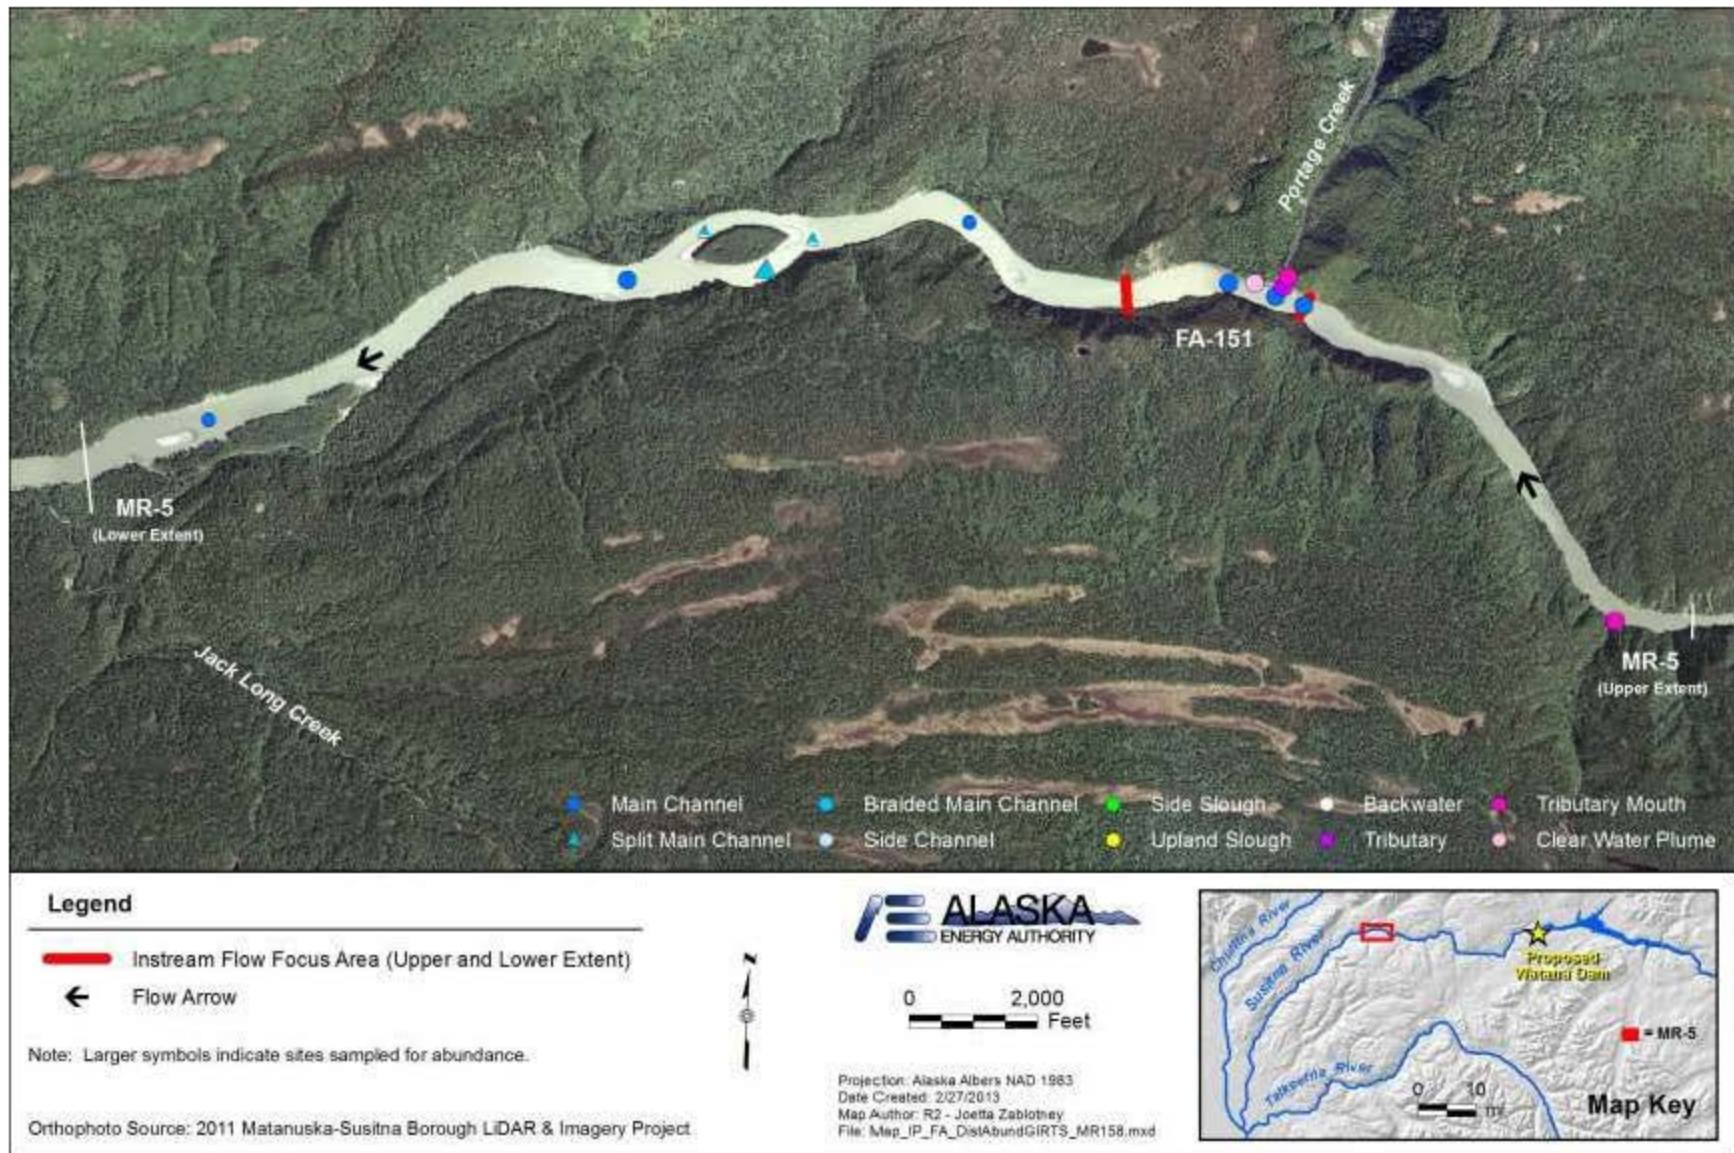 Portage Creek
FA-151
MR-5
(Lower Extent)
MR-5
(Upper Extent)
Jack Long Creek
Main Channel
Braided Main Channel
Side Slough
Backwater
Tributary Mouth
Split Main Channel
Side Channel
Upland Slough
Tributary
Clear Water Plume
Legend
Instream Flow Focus Area (Upper and Lower Extent)
Flow Arrow
Note: Larger symbols indicate sites sampled for abundance.
Orthophoto Source: 2011 Matanuska-Susitna Borough LiDAR & Imagery Project
N
ALASKA
ENERGY AUTHORITY
0 2,000
Feet
Projection: Alaska Albers NAD 1983
Date Created: 2/27/2013
Map Author: R2 - Joetta Zablotney
File: Map_IP_FA_DistAbundGIRTS_MR158.mxd
Chulitna River
Susitna River
Proposed
Watana Dam
= MR-5
Talkeetna River
0 10
mi
Map Key